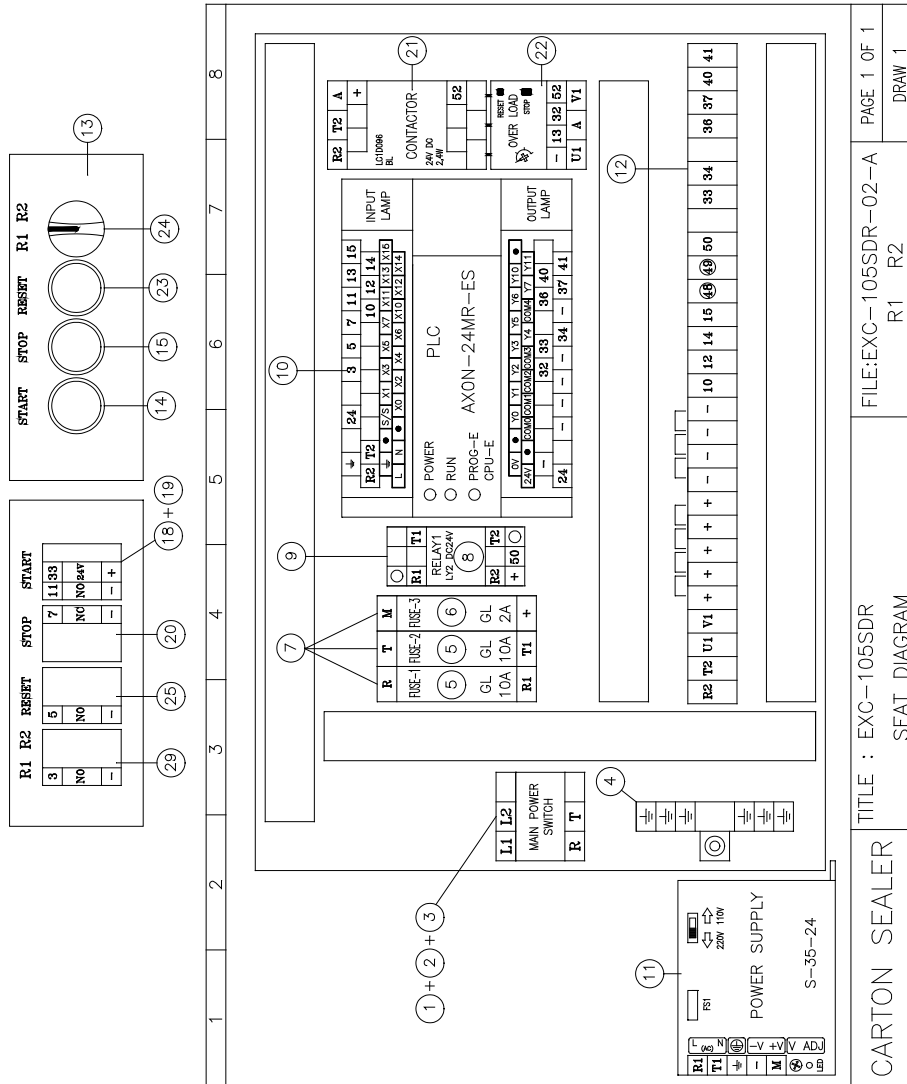 START STOP RESET R1 R2
14 15 23 24 13
R1 R2 RESET STOP START
3 5 7 11 33
NO NO NO NO 24V
- - - - +
29 25 20 18 + 19
1 2 3 4 5 6 7 8
1 + 2 + 3
L1 L2
MAIN POWER
SWITCH
R T
4
7
R T M
FUSE-1 FUSE-2 FUSE-3
5 5 6
GL GL GL
10A 10A 2A
R1 T1 +
9
R1 T1
RELAY1
LY2 DC24V
8
R2 T2
+ 50
10
24 3 5 7 11 13 15
R2 T2 10 12 14
S/S X1 X3 X5 X7 X11 X13 X15
L N X0 X2 X4 X6 X10 X12 X14
INPUT
LAMP
POWER
RUN
PROG-E
CPU-E
PLC
AX0N-24MR-ES
0V Y0 Y1 Y2 Y3 Y5 Y6 Y10
24V COM0 COM1 COM2 COM3 Y4 COM4 Y7 Y11
- 32 33 36 40
24 - - - - 34 - 37 41
OUTPUT
LAMP
R2 T2 A
+
LC1D096
BL
CONTACTOR
24V DC
2,4W
52
21
OVER LOAD
RESET
STOP
- 13 32 52
U1 A V1
22
12
R2 T2 U1 V1 + + + + + - - - - 10 12 14 15 48 49 50 33 34 36 37 40 41
11
FS1
220V 110V
POWER SUPPLY
S-35-24
L (AC) N -V +V V ADJ
R1 T1 - M LED
CARTON SEALER
TITLE : EXC-105SDR
SEAT DIAGRAM
FILE:EXC-105SDR-02-A
R1 R2
PAGE 1 OF 1
DRAW 1